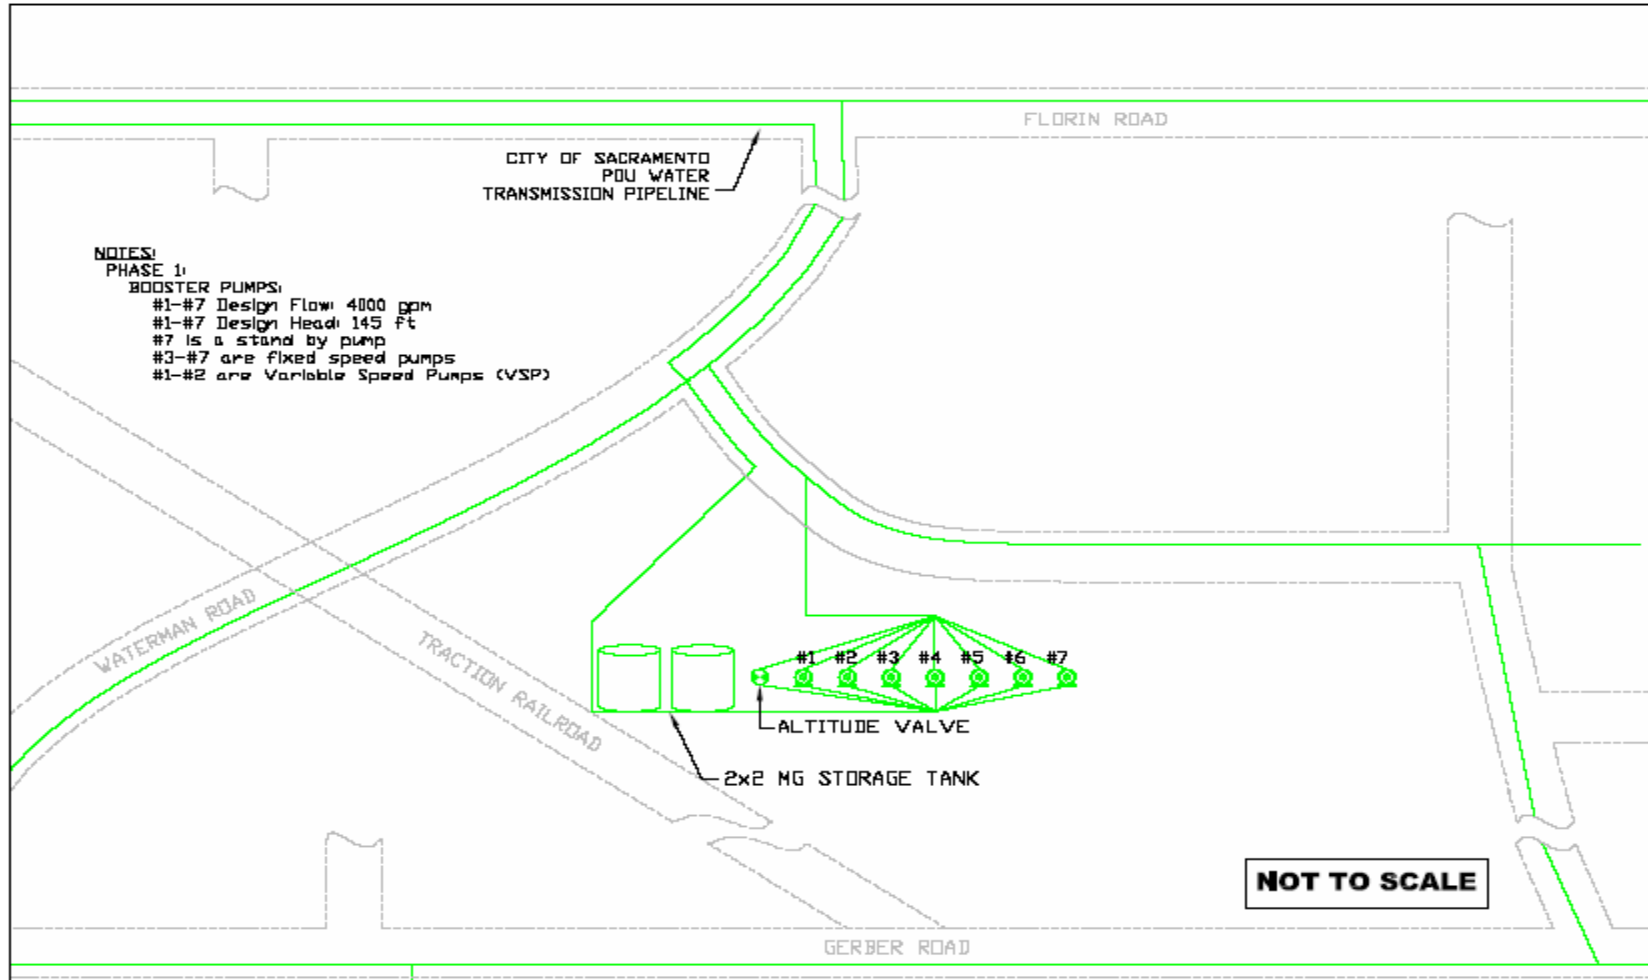 FLORIN ROAD
CITY OF SACRAMENTO
POU WATER
TRANSMISSION PIPELINE
NOTES:
PHASE 1:
BOOSTER PUMPS:
#1-#7 Design Flow: 4000 gpm
#1-#7 Design Head: 145 ft
#7 is a stand by pump
#3-#7 are fixed speed pumps
#1-#2 are Variable Speed Pumps (VSP)
WATERMAN ROAD
TRACTION RAILROAD
#1 #2 #3 #4 #5 #6 #7
ALTITUDE VALVE
2x2 MG STORAGE TANK
NOT TO SCALE
GERBER ROAD